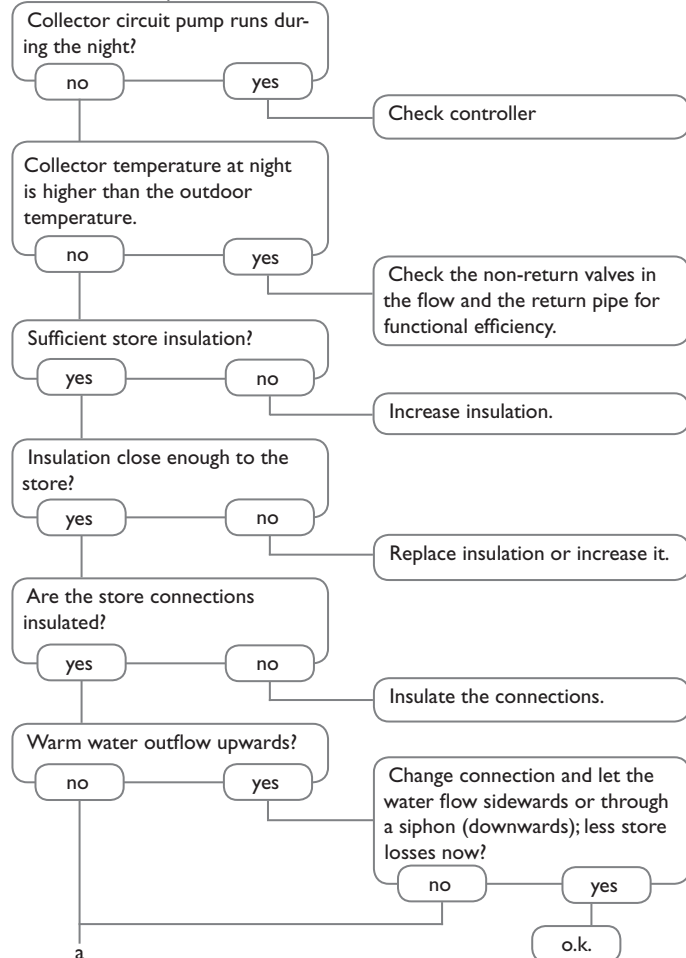 Collector circuit pump runs dur-
ing the night?
no
yes
Check controller
Collector temperature at night
is higher than the outdoor
temperature.
no
yes
Check the non-return valves in
the flow and the return pipe for
functional efficiency.
Sufficient store insulation?
yes
no
Increase insulation.
Insulation close enough to the
store?
yes
no
Replace insulation or increase it.
Are the store connections
insulated?
yes
no
Insulate the connections.
Warm water outflow upwards?
no
yes
Change connection and let the
water flow sidewards or through
a siphon (downwards); less store
losses now?
no
yes
o.k.
a